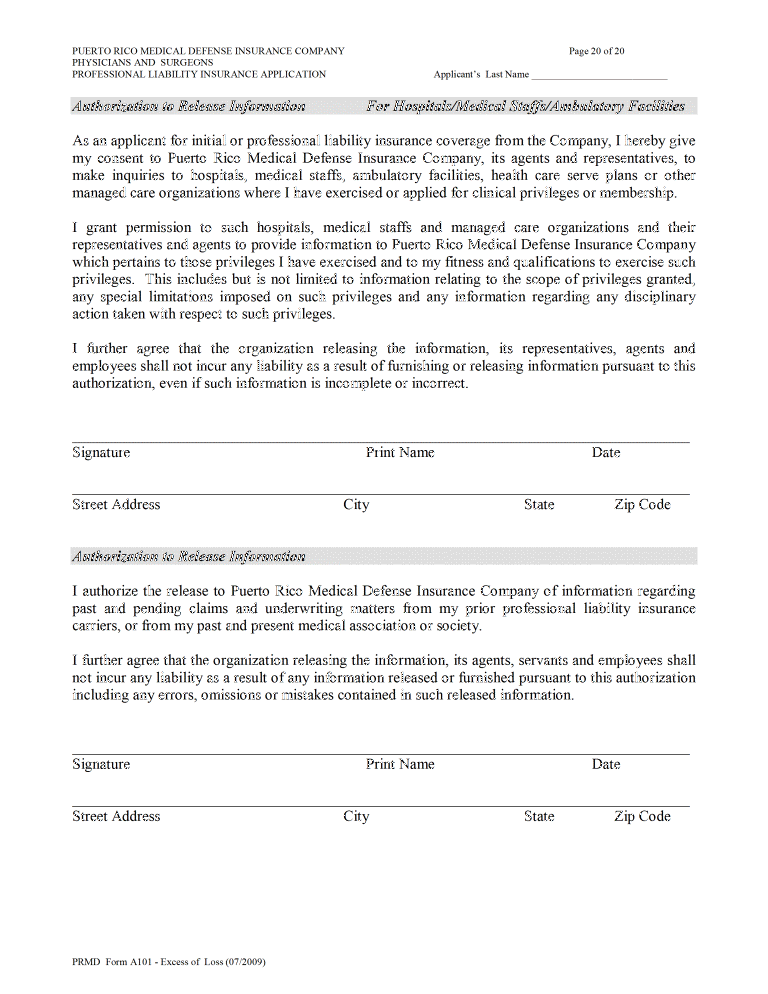 PUERTO RICO MEDICAL DEFENSE INSURANCE COMPANY Page 20 of 20
PHYSICIANS AND SURGEONS
PROFESSIONAL LIABILITY INSURANCE APPLICATION Applicant's Last Name ___________________________
Authorization to Release Information For Hospitals/Medical Staffs/Ambulatory Facilities
As an applicant for initial or professional liability insurance coverage from the Company, I hereby give
my consent to Puerto Rico Medical Defense Insurance Company, its agents and representatives, to
make inquiries to hospitals, medical staffs, ambulatory facilities, health care serve plans or other
managed care organizations where I have exercised or applied for clinical privileges or membership.
I grant permission to such hospitals, medical staffs and managed care organizations and their
representatives and agents to provide information to Puerto Rico Medical Defense Insurance Company
which pertains to those privileges I have exercised and to my fitness and qualifications to exercise such
privileges. This includes but is not limited to information relating to the scope of privileges granted,
any special limitations imposed on such privileges and any information regarding any disciplinary
action taken with respect to such privileges.
I further agree that the organization releasing the information, its representatives, agents and
employees shall not incur any liability as a result of furnishing or releasing information pursuant to this
authorization, even if such information is incomplete or incorrect.
Signature Print Name Date
Street Address City State Zip Code
Authorization to Release Information
I authorize the release to Puerto Rico Medical Defense Insurance Company of information regarding
past and pending claims and underwriting matters from my prior professional liability insurance
carriers, or from my past and present medical association or society.
I further agree that the organization releasing the information, its agents, servants and employees shall
not incur any liability as a result of any information released or furnished pursuant to this authorization
including any errors, omissions or mistakes contained in such released information.
Signature Print Name Date
Street Address City State Zip Code
PRMD Form A101 - Excess of Loss (07/2009)